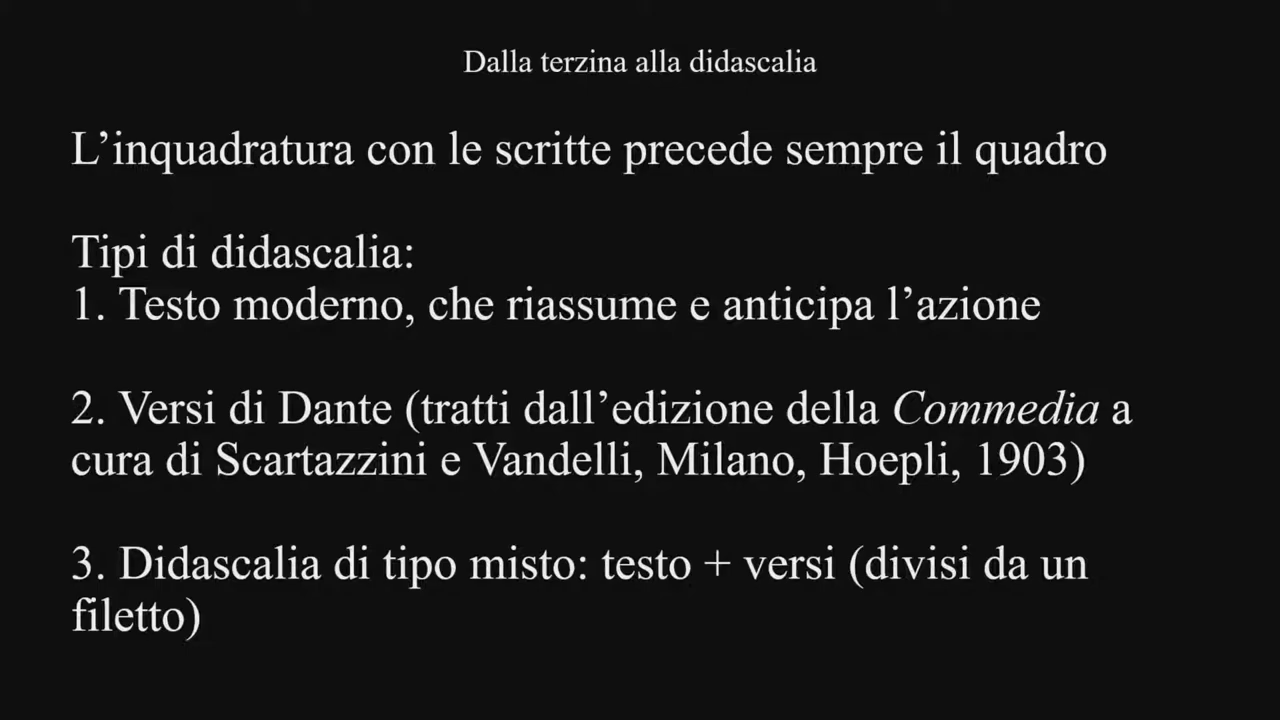 Dalla terzina alla didascalia
L’inquadratura con le scritte precede sempre il quadro
Tipi di didascalia:
1. Testo moderno, che riassume e anticipa l’azione
2. Versi di Dante (tratti dall’edizione della Commedia a
cura di Scartazzini e Vandelli, Milano, Hoepli, 1903)
3. Didascalia di tipo misto: testo + versi (divisi da un
filetto)